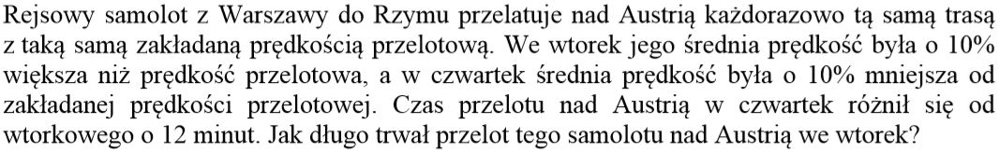 Rejsowy samolot z Warszawy do Rzymu przelatuje nad Austrią każdorazowo tą samą trasą
z taką samą zakładaną prędkością przelotową. We wtorek jego średnia prędkość była o 10%
większa niż prędkość przelotowa, a w czwartek średnia prędkość była o 10% mniejsza od
zakładanej prędkości przelotowej. Czas przelotu nad Austrią w czwartek różnił się od
wtorkowego o 12 minut. Jak długo trwał przelot tego samolotu nad Austrią we wtorek?